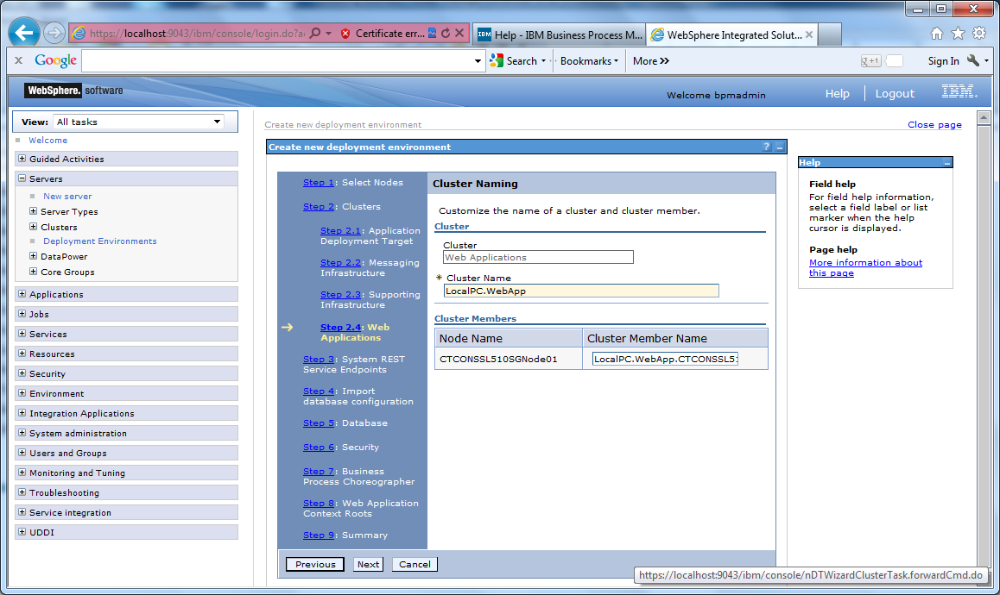 https://localhost:9043/ibm/console/login.do?a
Certificate err...
IBM Help - IBM Business Process M...
WebSphere Integrated Solut...
Google
Search
Bookmarks
More »
g+1
Sign In
WebSphere. software
Welcome bpmadmin
Help
Logout
IBM.
View: All tasks
Welcome
Guided Activities
Servers
New server
Server Types
Clusters
Deployment Environments
DataPower
Core Groups
Applications
Jobs
Services
Resources
Security
Environment
Integration Applications
System administration
Users and Groups
Monitoring and Tuning
Troubleshooting
Service integration
UDDI
Create new deployment environment
Close page
Create new deployment environment
Step 1: Select Nodes
Step 2: Clusters
Step 2.1: Application
Deployment Target
Step 2.2: Messaging
Infrastructure
Step 2.3: Supporting
Infrastructure
Step 2.4: Web
Applications
Step 3: System REST
Service Endpoints
Step 4: Import
database configuration
Step 5: Database
Step 6: Security
Step 7: Business
Process Choreographer
Step 8: Web Application
Context Roots
Step 9: Summary
Cluster Naming
Customize the name of a cluster and cluster member.
Cluster
Cluster
Web Applications
* Cluster Name
LocalPC.WebApp
Cluster Members
Node Name
Cluster Member Name
CTCONSSL510SGNode01
LocalPC.WebApp.CTCONSSL51
Previous
Next
Cancel
Help
Field help
For field help information,
select a field label or list
marker when the help
cursor is displayed.
Page help
More information about
this page
https://localhost:9043/ibm/console/nDTWizardClusterTask.forwardCmd.do